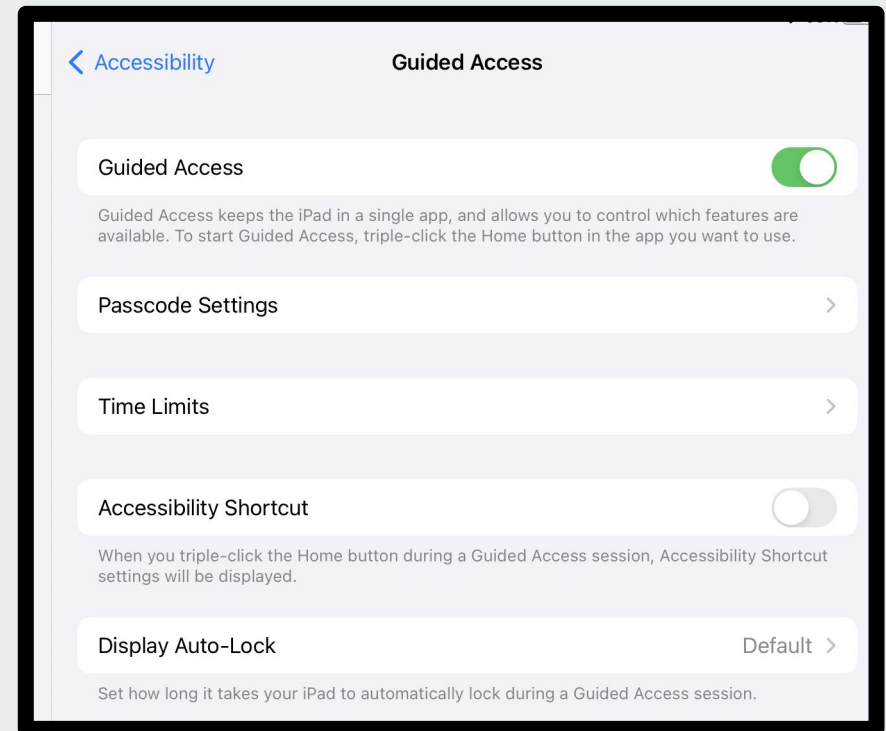 Accessibility
Guided Access
Guided Access
Guided Access keeps the iPad in a single app, and allows you to control which features are
available. To start Guided Access, triple-click the Home button in the app you want to use.
Passcode Settings
Time Limits
Accessibility Shortcut
When you triple-click the Home button during a Guided Access session, Accessibility Shortcut
settings will be displayed.
Display Auto-Lock
Default
Set how long it takes your iPad to automatically lock during a Guided Access session.